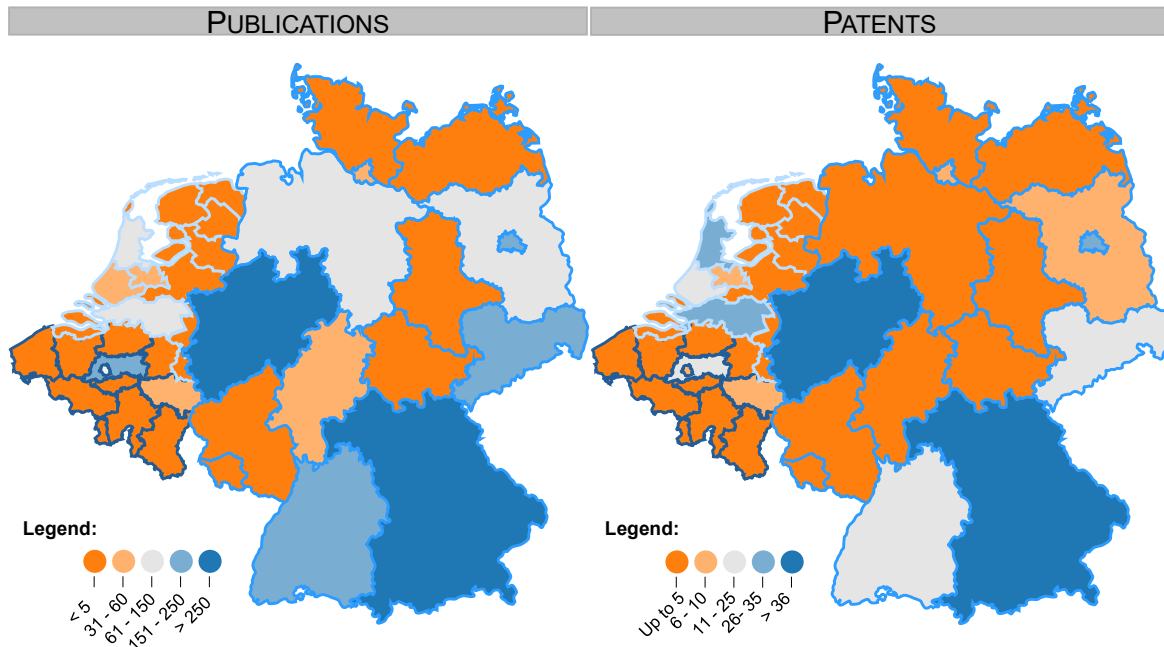 PUBLICATIONS
PATENTS
Legend:
< 5
31 - 60
61 - 150
151 - 250
> 250
Legend:
Up to 5
6 - 10
11 - 25
26- 35
> 36